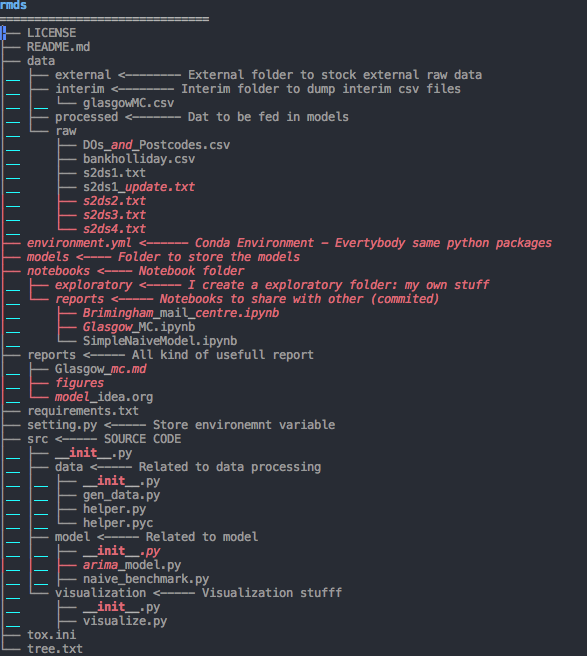 rmds
==============================
├── LICENSE
├── README.md
├── data
│   ├── external <-------- External folder to stock external raw data
│   ├── interim <--------- Interim folder to dump interim csv files
│   │   └── glasgowMC.csv
│   ├── processed <------- Dat to be fed in models
│   └── raw
│       ├── DOs_and_Postcodes.csv
│       ├── bankholliday.csv
│       ├── s2ds1.txt
│       ├── s2ds1_update.txt
│       ├── s2ds2.txt
│       ├── s2ds3.txt
│       └── s2ds4.txt
├── environment.yml <------ Conda Environment - Evertybody same python packages
├── models <---- Folder to store the models
├── notebooks <---- Notebook folder
│   ├── exploratory <----- I create a exploratory folder: my own stuff
│   └── reports <----- Notebooks to share with other (commited)
│       ├── Brimingham_mail_centre.ipynb
│       ├── Glasgow_MC.ipynb
│       └── SimpleNaiveModel.ipynb
├── reports <----- All kind of usefull report
│   ├── Glasgow_mc.md
│   ├── figures
│   └── model_idea.org
├── requirements.txt
├── setting.py <----- Store environemnt variable
├── src <----- SOURCE CODE
│   ├── __init__.py
│   ├── data <----- Related to data processing
│   │   ├── __init__.py
│   │   ├── gen_data.py
│   │   ├── helper.py
│   │   └── helper.pyc
│   ├── model <----- Related to model
│   │   ├── __init__.py
│   │   ├── arima_model.py
│   │   ├── naive_benchmark.py
│   └── visualization <----- Visualization stufff
│       ├── __init__.py
│       ├── visualize.py
├── tox.ini
└── tree.txt